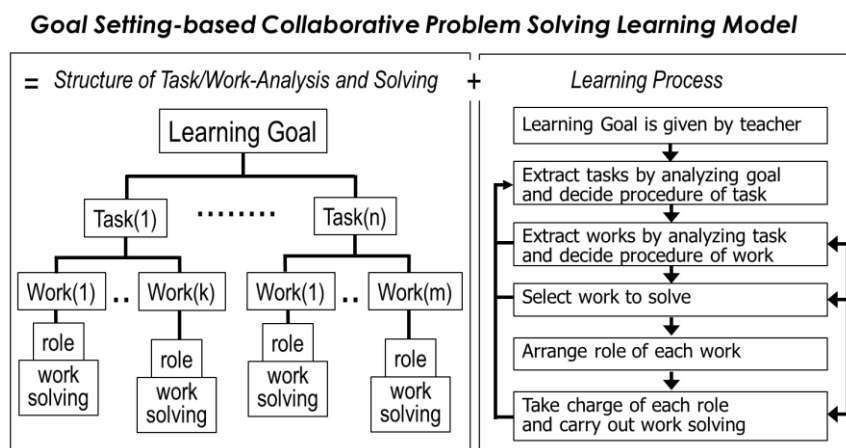 Goal Setting-based Collaborative Problem Solving Learning Model
= Structure of Task/Work-Analysis and Solving + Learning Process
Learning Goal
Task(1) ........ Task(n)
Work(1) .. Work(k) Work(1) .. Work(m)
role role role role
work solving work solving work solving work solving
Learning Goal is given by teacher
Extract tasks by analyzing goal
and decide procedure of task
Extract works by analyzing task
and decide procedure of work
Select work to solve
Arrange role of each work
Take charge of each role
and carry out work solving